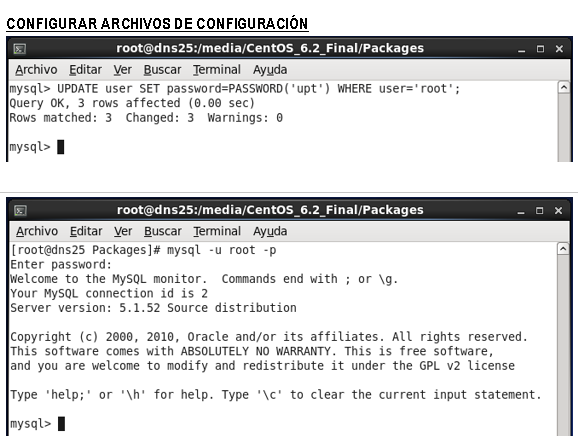 CONFIGURAR ARCHIVOS DE CONFIGURACIÓN
root@dns25:/media/CentOS_6.2_Final/Packages
Archivo Editar Ver Buscar Terminal Ayuda
mysql> UPDATE user SET password=PASSWORD('upt') WHERE user='root';
Query OK, 3 rows affected (0.00 sec)
Rows matched: 3  Changed: 3  Warnings: 0
mysql>
root@dns25:/media/CentOS_6.2_Final/Packages
Archivo Editar Ver Buscar Terminal Ayuda
[root@dns25 Packages]# mysql -u root -p
Enter password:
Welcome to the MySQL monitor.  Commands end with ; or \g.
Your MySQL connection id is 2
Server version: 5.1.52 Source distribution
Copyright (c) 2000, 2010, Oracle and/or its affiliates. All rights reserved.
This software comes with ABSOLUTELY NO WARRANTY. This is free software,
and you are welcome to modify and redistribute it under the GPL v2 license
Type 'help;' or '\h' for help. Type '\c' to clear the current input statement.
mysql>